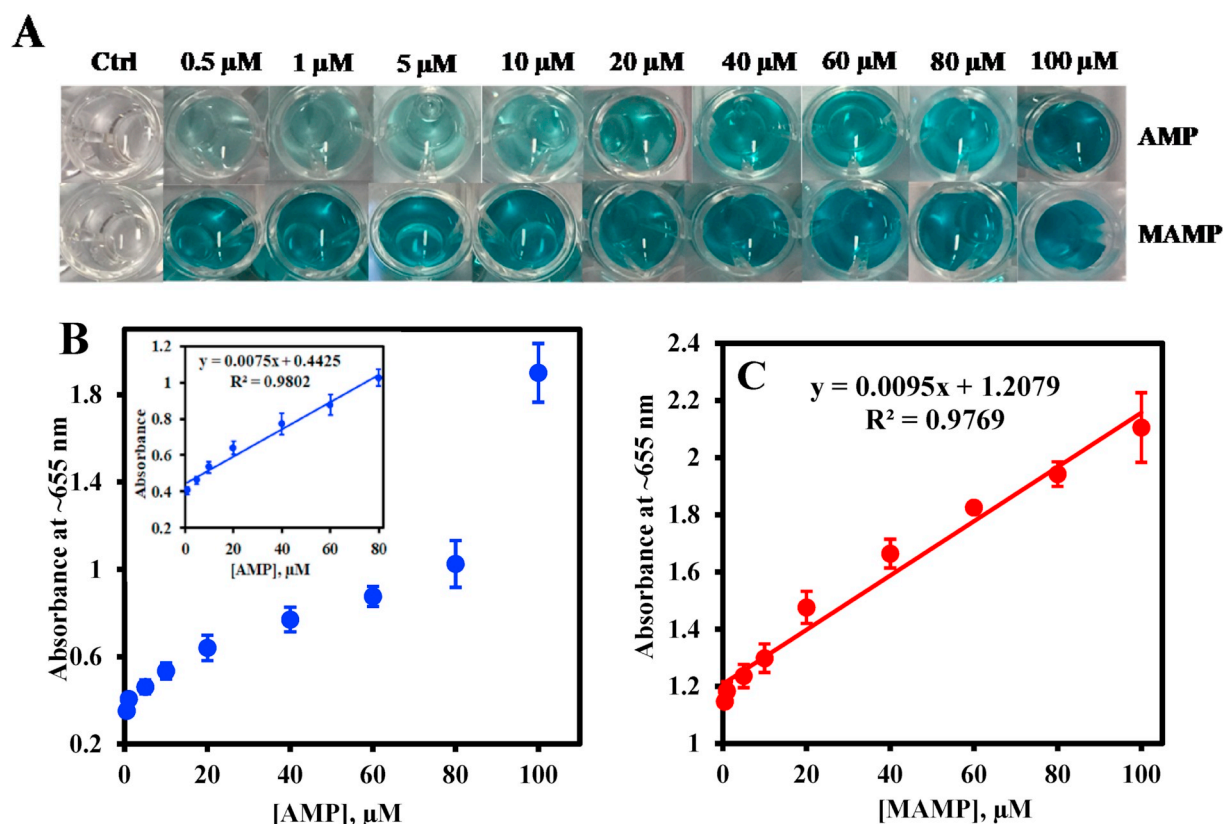 A
Ctrl 0.5 µM 1 µM 5 µM 10 µM 20 µM 40 µM 60 µM 80 µM 100 µM
AMP
MAMP
B
Absorbance at ~655 nm
1.8
1.4
1
0.6
0.2
0 20 40 60 80 100
[AMP], µM
y = 0.0075x + 0.4425
R² = 0.9802
Absorbance
1.2
1
0.8
0.6
0.4
0.2
0 20 40 60 80
[AMP], µM
C
y = 0.0095x + 1.2079
R² = 0.9769
Absorbance at ~655 nm
2.4
2.2
2
1.8
1.6
1.4
1.2
1
0 20 40 60 80 100
[MAMP], µM